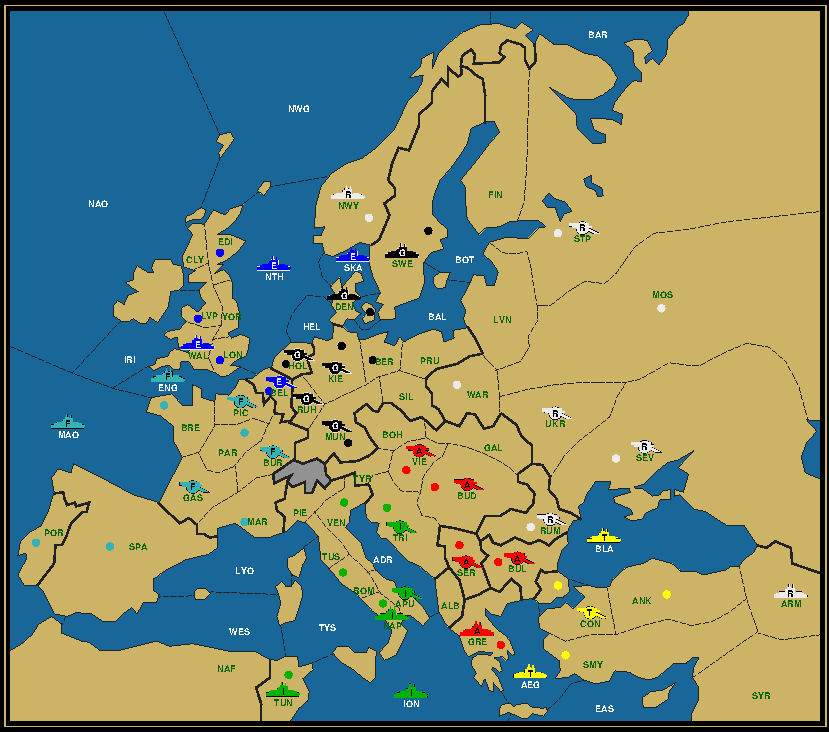 BAR
NWG
R
NWY
FIN
NAO
R
STP
EDI
CLY
E
SKA
G
SWE
BOT
E
NTH
MOS
G
DEN
LVP
YOR
HEL
BAL
LVN
E
WAL
LON
IRI
G
HOL
BER
PRU
F
ENG
G
KIE
E
BEL
SIL
WAR
F
PIC
G
RUH
R
UKR
F
MAO
BRE
G
MUN
BOH
GAL
R
SEV
PAR
F
BUR
A
VIE
TYR
F
GAS
A
BUD
PIE
VEN
MAR
T
TRI
R
RUM
POR
SPA
TUS
ADR
T
BLA
LYO
A
SER
A
BUL
ROM
I
APU
ALB
ANK
R
ARM
I
NAP
T
CON
WES
TYS
A
GRE
NAF
SMY
T
AEG
SYR
I
TUN
I
ION
EAS